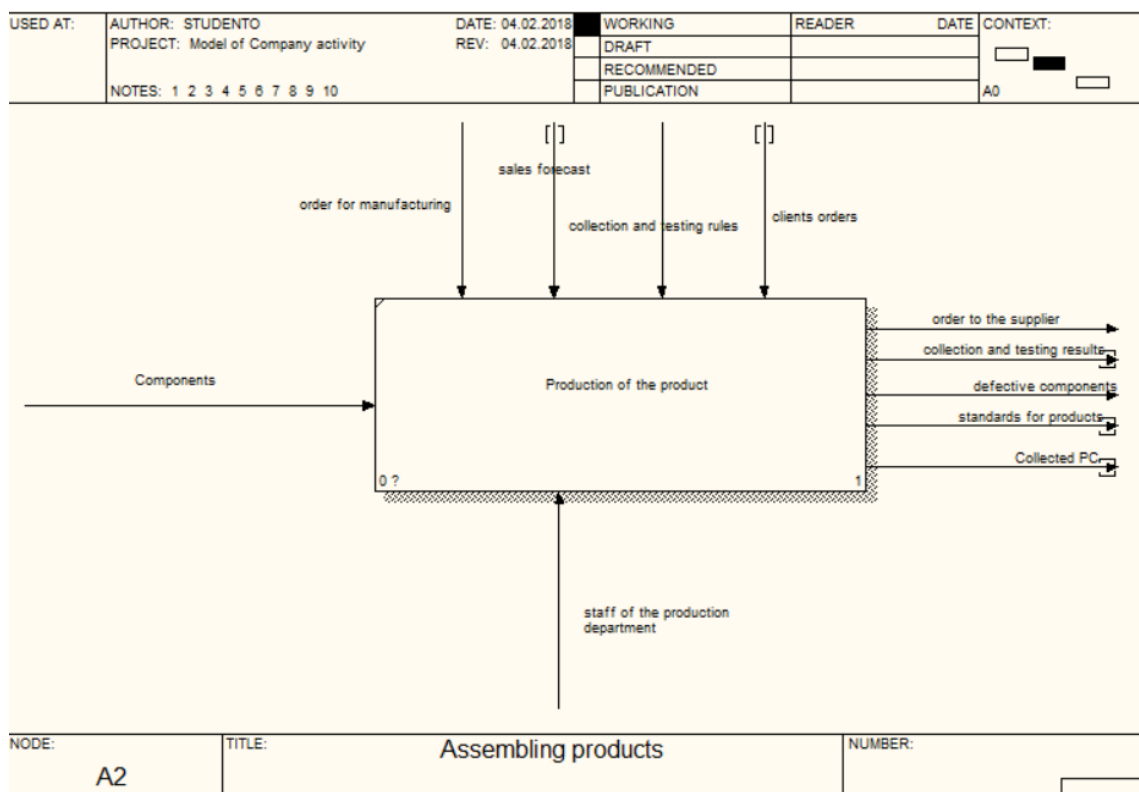 USED AT:
AUTHOR: STUDENTO
DATE: 04.02.2018
WORKING
READER
DATE
CONTEXT:
PROJECT: Model of Company activity
REV: 04.02.2018
DRAFT
RECOMMENDED
NOTES: 1 2 3 4 5 6 7 8 9 10
PUBLICATION
A0
sales forecast
order for manufacturing
collection and testing rules
clients orders
order to the supplier
collection and testing results
Components
Production of the product
defective components
standards for products
Collected PC
0 ?
1
staff of the production
department
NODE:
TITLE:
Assembling products
NUMBER:
A2